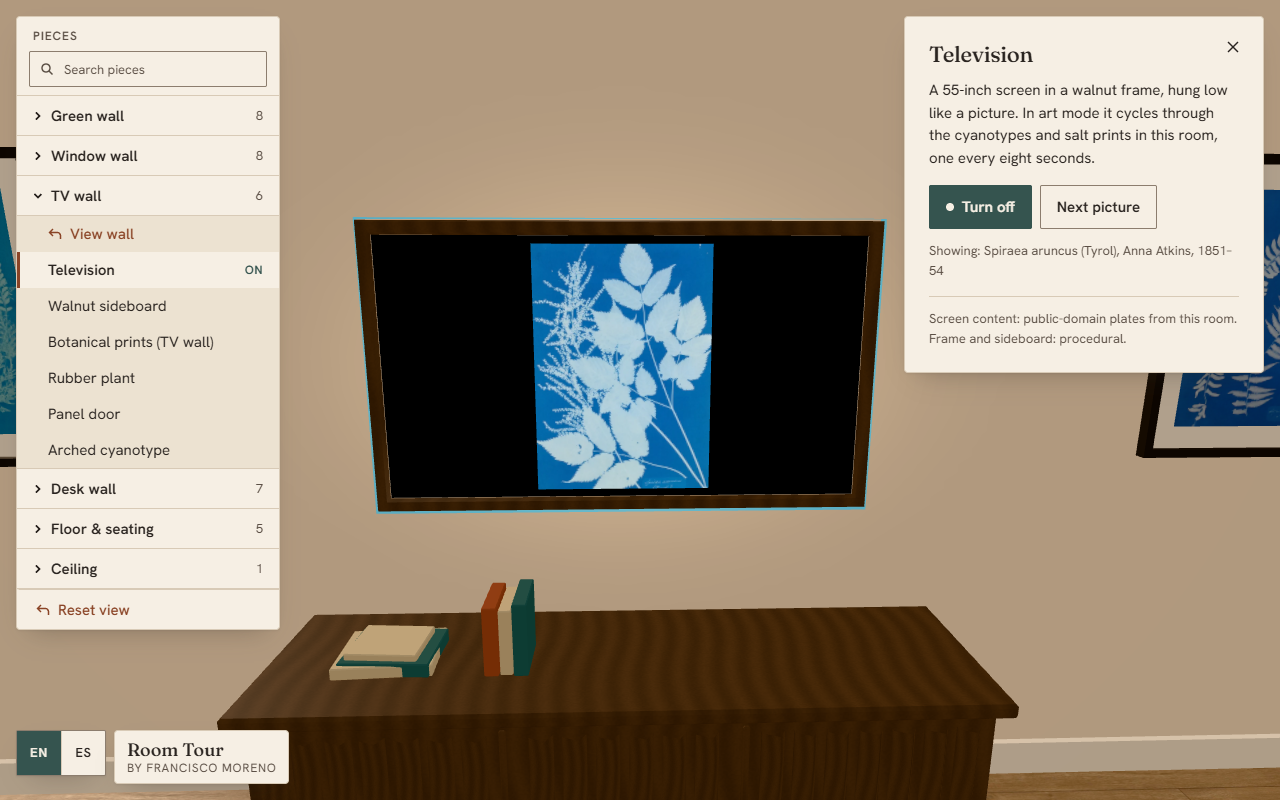 PIECES
Search pieces
Green wall 8
Window wall 8
TV wall 6
View wall
Television ON
Walnut sideboard
Botanical prints (TV wall)
Rubber plant
Panel door
Arched cyanotype
Desk wall 7
Floor & seating 5
Ceiling 1
Reset view
EN ES
Room Tour
BY FRANCISCO MORENO
Television
A 55-inch screen in a walnut frame, hung low
like a picture. In art mode it cycles through
the cyanotypes and salt prints in this room,
one every eight seconds.
Turn off Next picture
Showing: Spiraea aruncus (Tyrol), Anna Atkins, 1851–
54
Screen content: public-domain plates from this room.
Frame and sideboard: procedural.